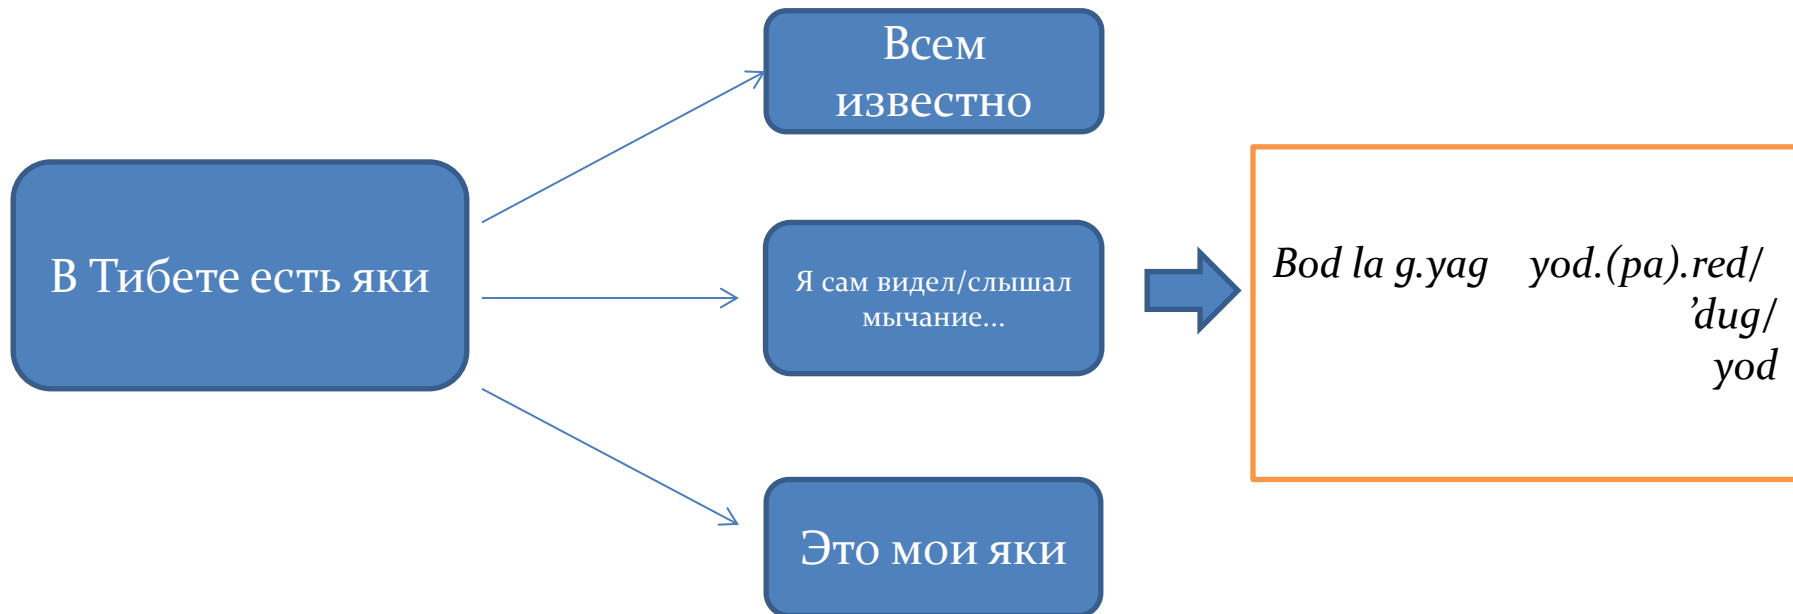 В Тибете есть яки
Всем
известно
Я сам видел/слышал
мычание...
Это мои яки
Bod la g.yag yod.(pa).red/
’dug/
yod